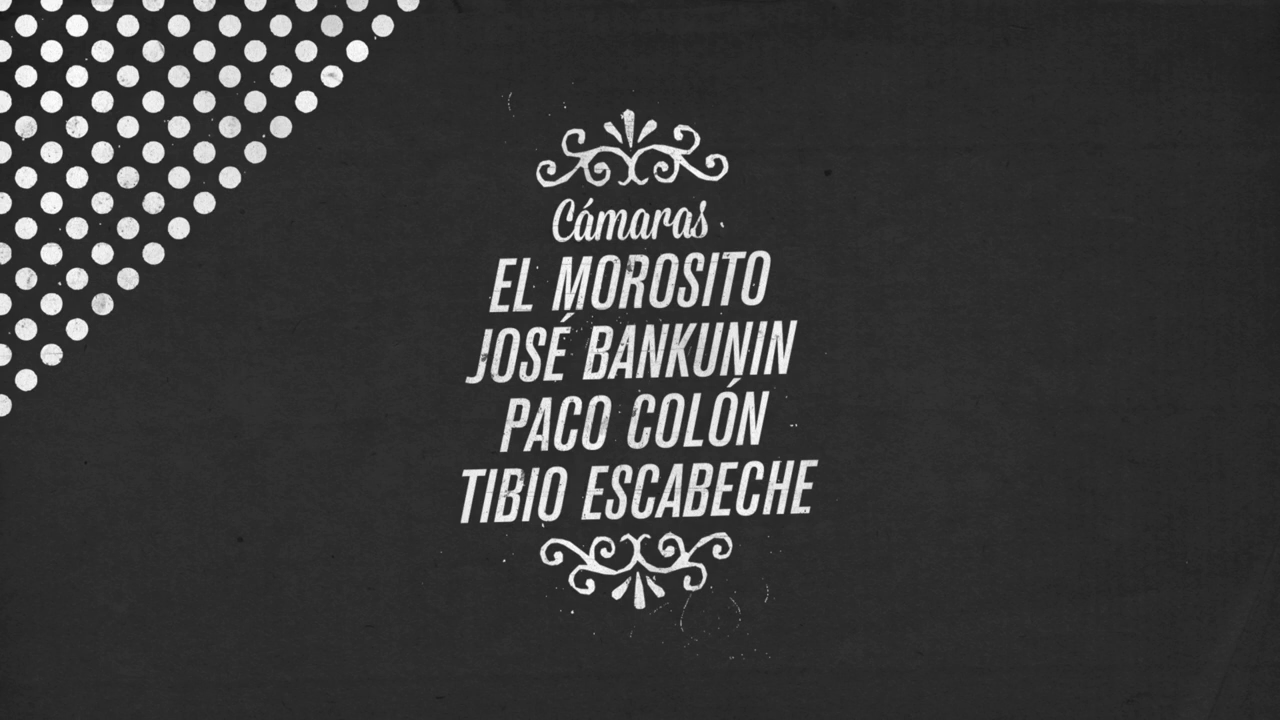 Cámaras
EL MOROSITO
JOSÉ BANKUNIN
PACO COLÓN
TIBIO ESCABECHE